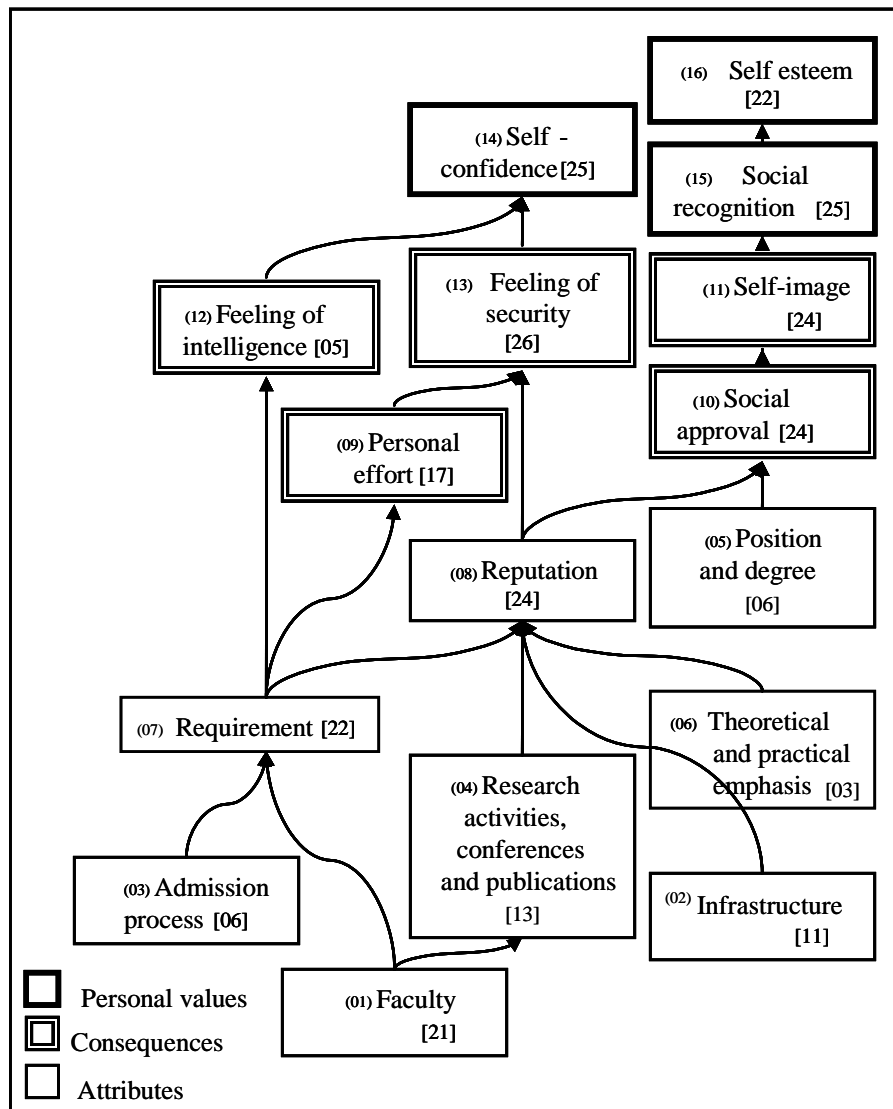 (16) Self esteem
[22]
(14) Self -
confidence[25]
(15) Social
recognition [25]
(12) Feeling of
intelligence [05]
(13) Feeling of
security
[26]
(11) Self-image
[24]
(10) Social
approval [24]
(09) Personal
effort [17]
(08) Reputation
[24]
(05) Position
and degree
[06]
(07) Requirement [22]
(06) Theoretical
and practical
emphasis [03]
(04) Research
activities,
conferences
and publications
[13]
(03) Admission
process [06]
(02) Infrastructure
[11]
(01) Faculty
[21]
Personal values
Consequences
Attributes